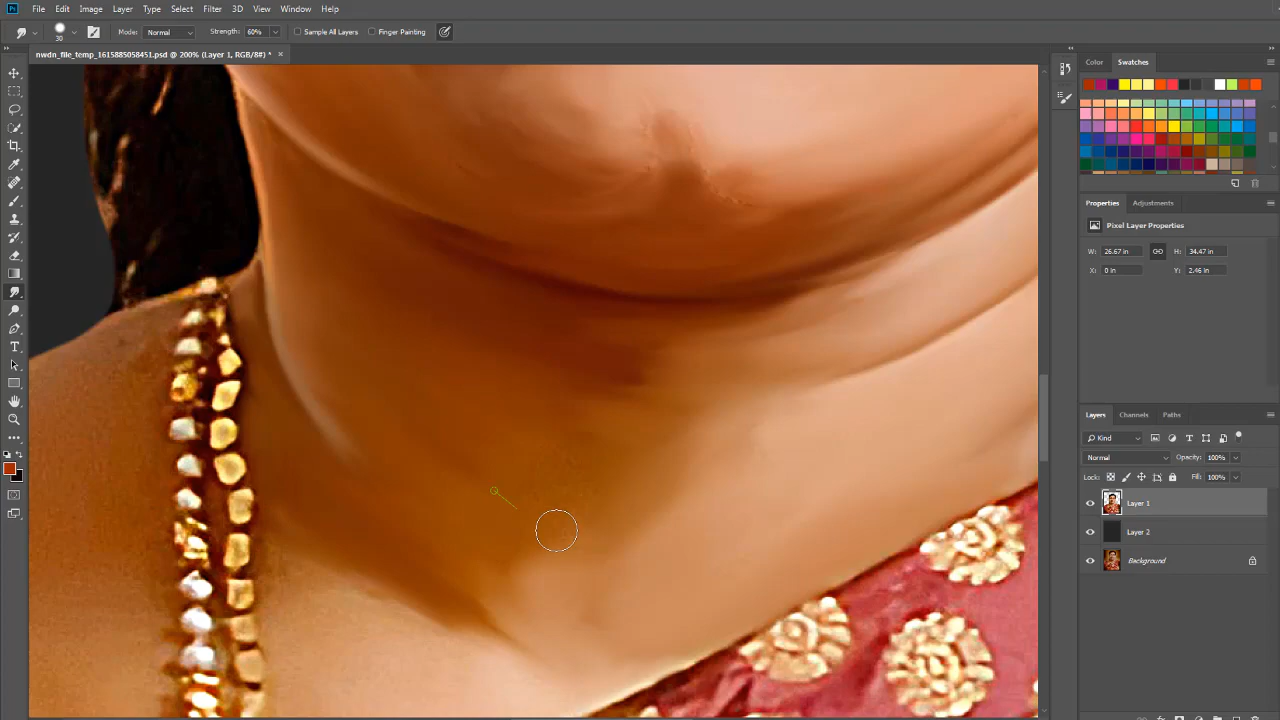 Ps File Edit Image Layer Type Select Filter 3D View Window Help
30 Mode: Normal Strength: 60% Sample All Layers Finger Painting
nwdn_file_temp_1615885058451.psd @ 200% (Layer 1, RGB/8#) * ×
Color Swatches
Properties Adjustments
Pixel Layer Properties
W: 26.67 in H: 34.47 in
X: 0 in Y: 2.46 in
Layers Channels Paths
Kind
Normal Opacity: 100%
Lock: Fill: 100%
Layer 1
Layer 2
Background